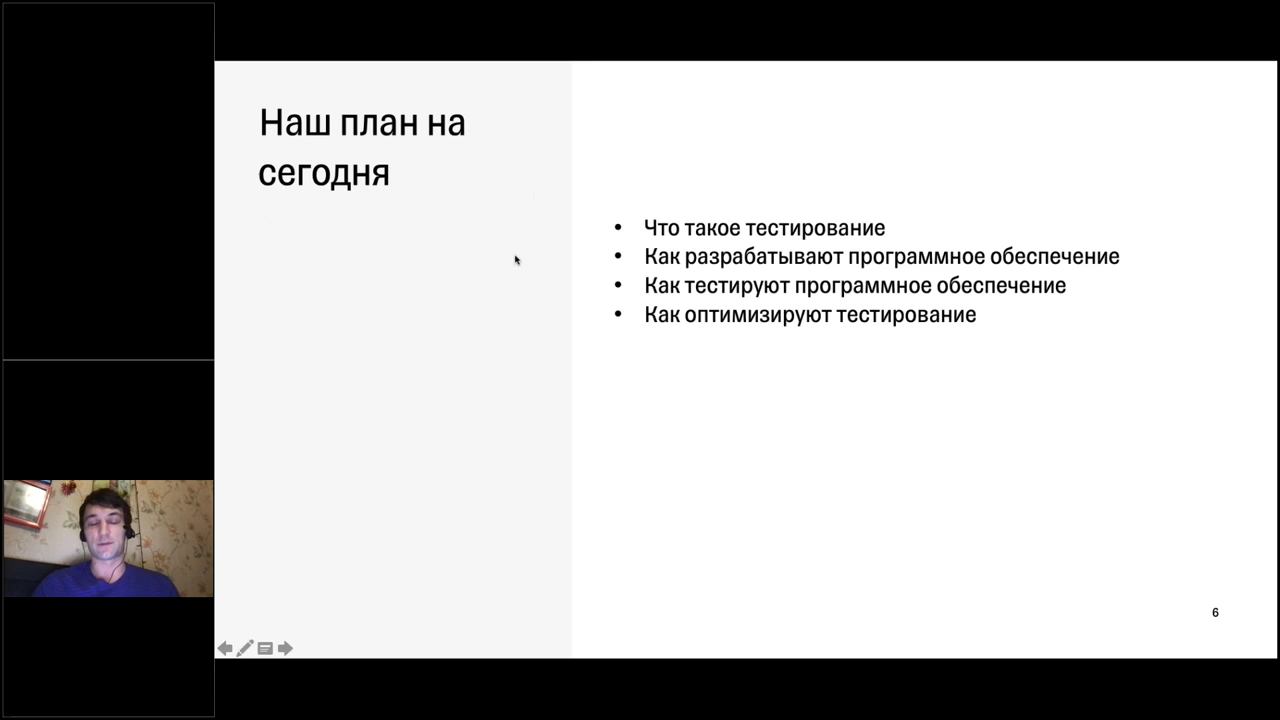 Наш план на
сегодня
• Что такое тестирование
• Как разрабатывают программное обеспечение
• Как тестируют программное обеспечение
• Как оптимизируют тестирование
6